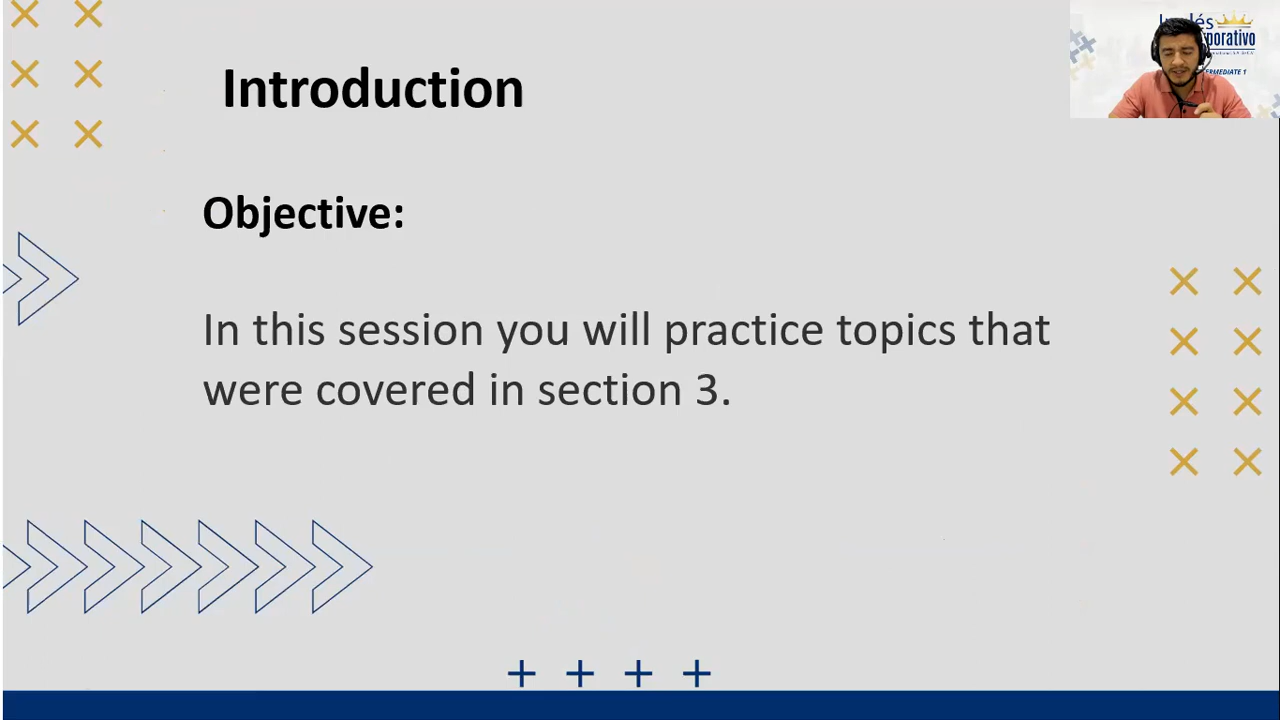 Introduction
Objective:
In this session you will practice topics that
were covered in section 3.